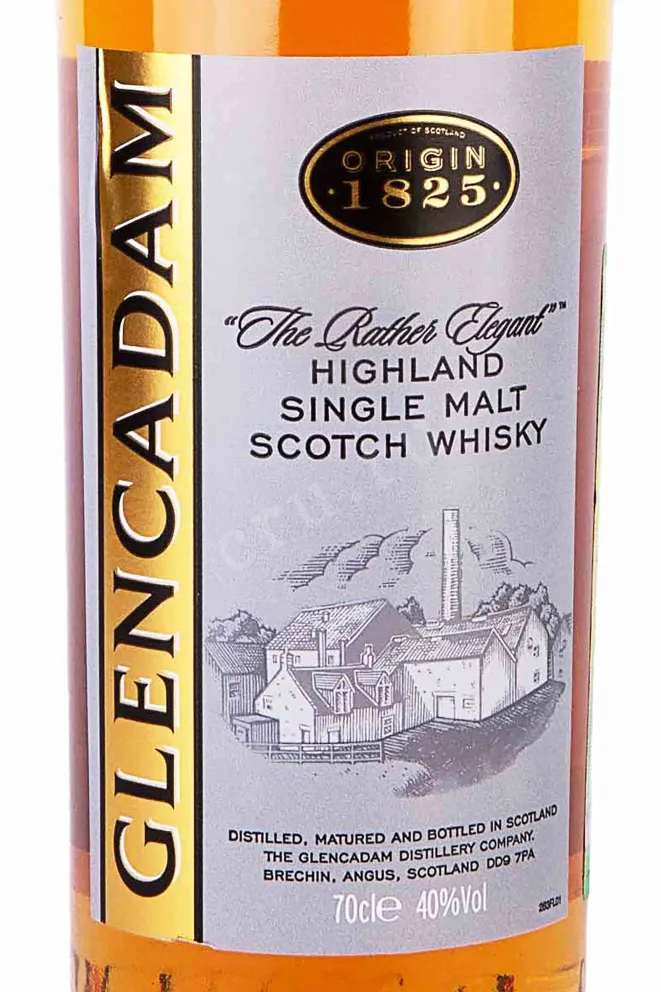 GLENCADAM
PRODUCT OF SCOTLAND
ORIGIN
·1825·
"The Rather Elegant"™
HIGHLAND
SINGLE MALT
SCOTCH WHISKY
DISTILLED, MATURED AND BOTTLED IN SCOTLAND
THE GLENCADAM DISTILLERY COMPANY,
BRECHIN, ANGUS, SCOTLAND DD9 7PA
70cle 40%Vol